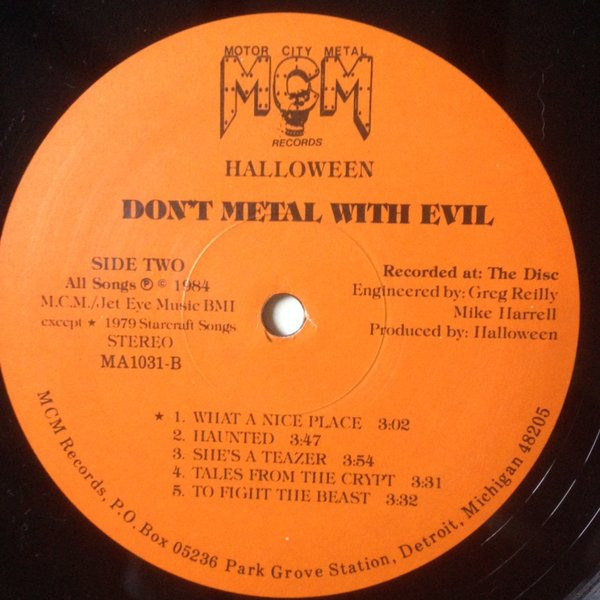 MOTOR CITY METAL
MCM
RECORDS
HALLOWEEN
DON'T METAL WITH EVIL
SIDE TWO
All Songs ℗ © 1984
M.C.M./Jet Eye Music BMI
except ★ 1979 Starcraft Songs
STEREO
MA1031-B
Recorded at: The Disc
Engineered by: Greg Reilly
Mike Harrell
Produced by: Halloween
★ 1. WHAT A NICE PLACE 3:02
2. HAUNTED 3:47
3. SHE'S A TEAZER 3:54
4. TALES FROM THE CRYPT 3:31
5. TO FIGHT THE BEAST 3:32
MCM Records, P.O. Box 05236 Park Grove Station, Detroit, Michigan 48205